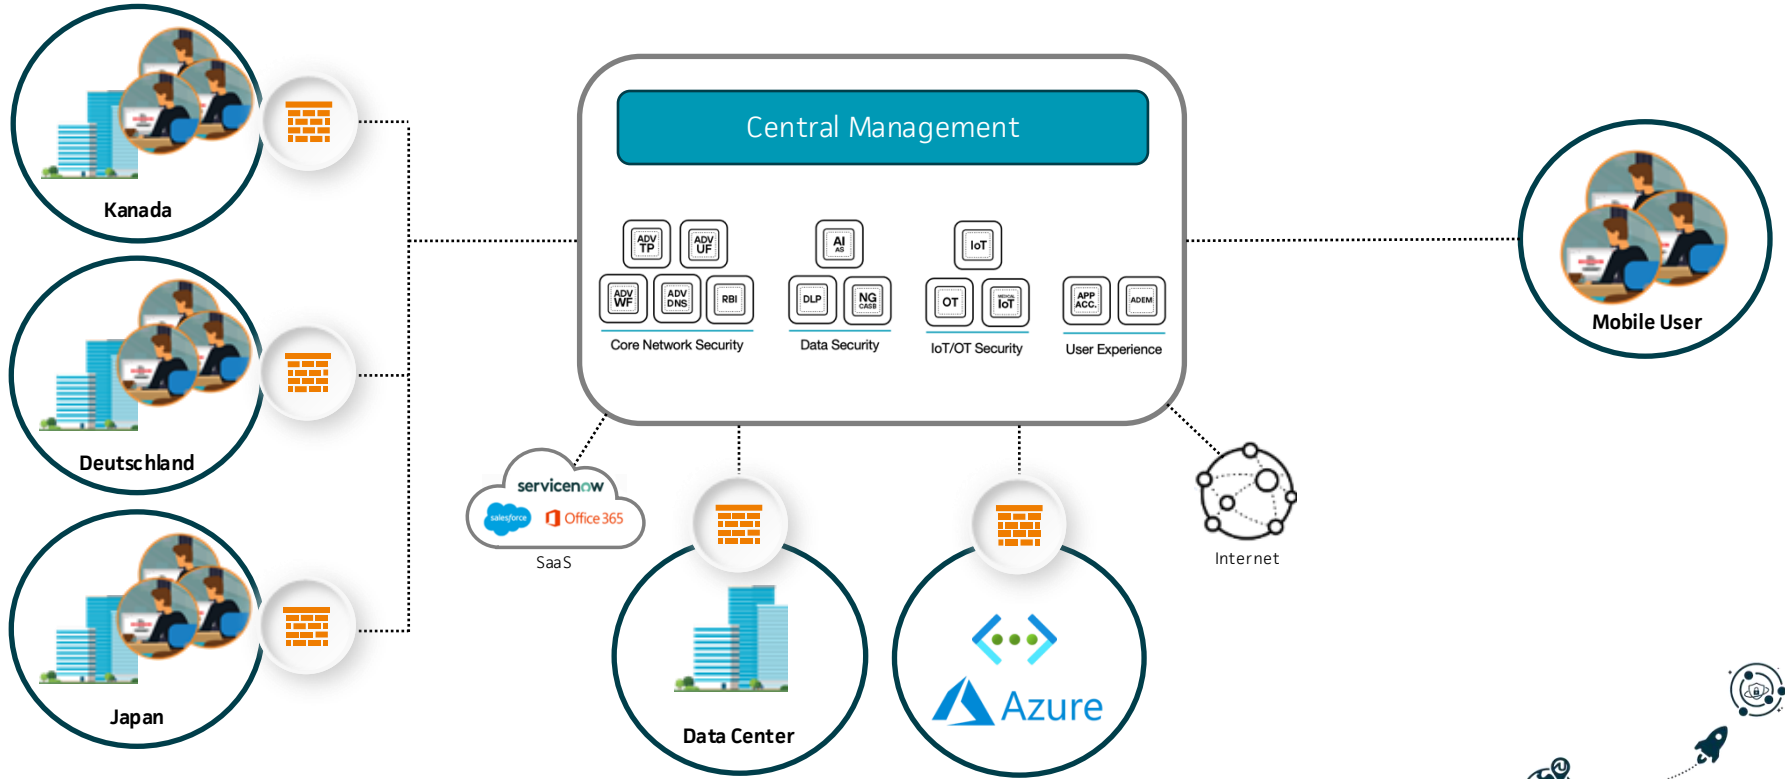 Kanada
Deutschland
Japan
Central Management
ADV
TP
ADV
UF
ADV
WF
ADV
DNS
RBI
Core Network Security
AI
AS
DLP
NG
CASB
Data Security
IoT
OT
MEDICAL
IoT
IoT/OT Security
APP
ACC.
ADEM
User Experience
Mobile User
servicenow
salesforce
Office 365
SaaS
Data Center
Azure
Internet